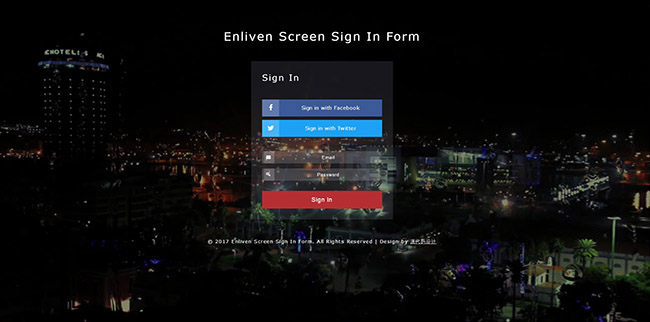 Enliven Screen Sign In Form
Sign In
Sign in with Facebook
Sign in with Twitter
Email
Password
Sign In
© 2017 Enliven Screen Sign In Form. All Rights Reserved | Design by